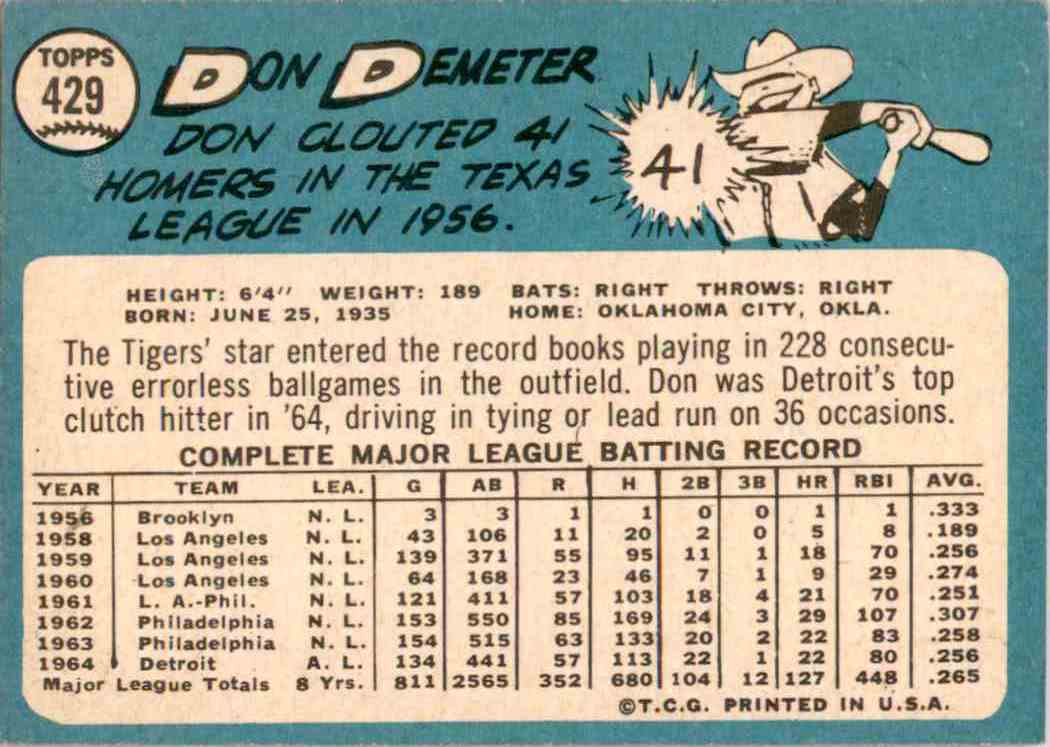 TOPPS
429
DON DEMETER
DON CLOUTED 41
HOMERS IN THE TEXAS
LEAGUE IN 1956.
41
HEIGHT: 6'4" WEIGHT: 189 BATS: RIGHT THROWS: RIGHT
BORN: JUNE 25, 1935 HOME: OKLAHOMA CITY, OKLA.
The Tigers' star entered the record books playing in 228 consecu-
tive errorless ballgames in the outfield. Don was Detroit's top
clutch hitter in '64, driving in tying or lead run on 36 occasions.
COMPLETE MAJOR LEAGUE BATTING RECORD
YEAR TEAM LEA. G AB R H 2B 3B HR RBI AVG.
1956 Brooklyn N. L. 3 3 1 1 0 0 1 1 .333
1958 Los Angeles N. L. 43 106 11 20 2 0 5 8 .189
1959 Los Angeles N. L. 139 371 55 95 11 1 18 70 .256
1960 Los Angeles N. L. 64 168 23 46 7 1 9 29 .274
1961 L. A.-Phil. N. L. 121 411 57 103 18 4 21 70 .251
1962 Philadelphia N. L. 153 550 85 169 24 3 29 107 .307
1963 Philadelphia N. L. 154 515 63 133 20 2 22 83 .258
1964 Detroit A. L. 134 441 57 113 22 1 22 80 .256
Major League Totals 8 Yrs. 811 2565 352 680 104 12 127 448 .265
©T.C.G. PRINTED IN U.S.A.